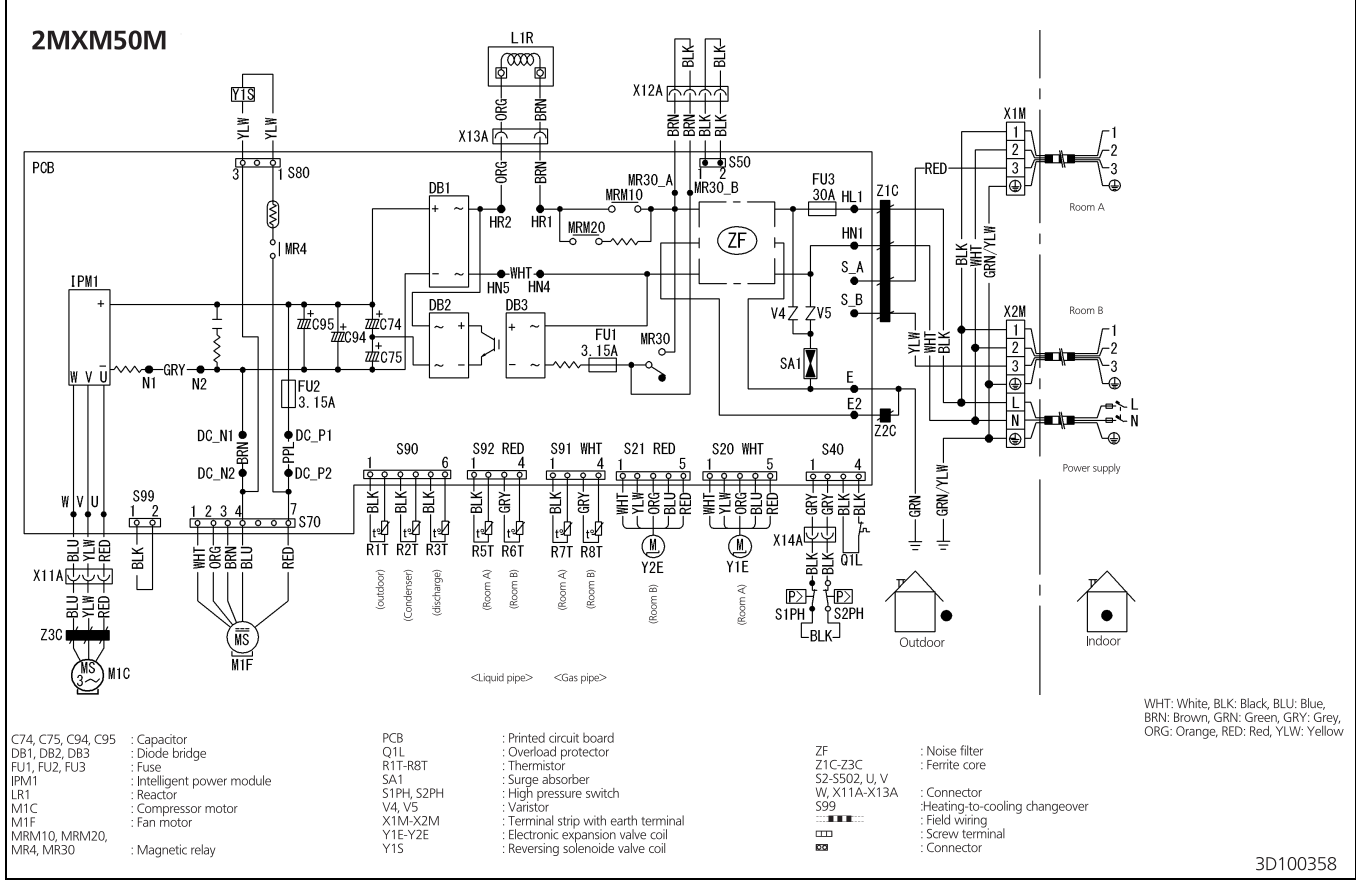 2MXM50M
L1R
BLK
BLK
X12A
Y1S
ORG
BRN
X13A
YLW
YLW
BRN
BRN
BLK
BLK
X1M
1
2
3
1
2
3
Room A
PCB
3
1
S80
ORG
BRN
S50
1 2
RED
DB1
+ ~
- ~
HR2
HR1
MRM10
MRM20
MR30_A
MR30_B
ZF
FU3
30A
HL1
Z1C
HN1
S_A
S_B
MR4
HN5
WHT
HN4
BLK
WHT
GRN/YLW
IPM1
+
-
W V U
C95
C94
C74
C75
DB2
~ +
~ -
DB3
+ ~
- ~
FU1
3.15A
MR30
V4
V5
SA1
YLW
WHT
BLK
X2M
1
2
3
L
N
Room B
1
2
3
L
N
Power supply
N1
GRY
N2
FU2
3.15A
E
E2
Z2C
DC_N1
BRN
DC_N2
DC_P1
PPL
DC_P2
S90
1 6
S92 RED
1 4
S91 WHT
1 4
S21 RED
1 5
S20 WHT
1 5
S40
1 4
W V U
S99
1 2
1 2 3 4 7
S70
BLK
BLK
BLK
BLK
GRY
BLK
GRY
WHT
YLW
ORG
BLU
RED
WHT
YLW
ORG
BLU
RED
GRY
GRY
BLK
BLK
GRN
GRN/YLW
t°
t°
t°
t°
t°
t°
t°
R1T
R2T
R3T
R5T
R6T
R7T
R8T
(outdoor)
(Condenser)
(discharge)
(Room A)
(Room B)
(Room A)
(Room B)
M
Y2E
(Room B)
M
Y1E
(Room A)
X14A
BLK
BLK
Q1L
P>
P>
S1PH
S2PH
BLK
BLU
YLW
RED
X11A
BLU
YLW
RED
Z3C
MS
3~
M1C
BLK
WHT
ORG
BRN
BLU
RED
MS
M1F
Outdoor
Indoor
<Liquid pipe>
<Gas pipe>
WHT: White, BLK: Black, BLU: Blue,
BRN: Brown, GRN: Green, GRY: Grey,
ORG: Orange, RED: Red, YLW: Yellow
C74, C75, C94, C95 : Capacitor
DB1, DB2, DB3 : Diode bridge
FU1, FU2, FU3 : Fuse
IPM1 : Intelligent power module
LR1 : Reactor
M1C : Compressor motor
M1F : Fan motor
MRM10, MRM20,
MR4, MR30 : Magnetic relay
PCB : Printed circuit board
Q1L : Overload protector
R1T-R8T : Thermistor
SA1 : Surge absorber
S1PH, S2PH : High pressure switch
V4, V5 : Varistor
X1M-X2M : Terminal strip with earth terminal
Y1E-Y2E : Electronic expansion valve coil
Y1S : Reversing solenoide valve coil
ZF : Noise filter
Z1C-Z3C : Ferrite core
S2-S502, U, V
W, X11A-X13A : Connector
S99 :Heating-to-cooling changeover
: Field wiring
: Screw terminal
: Connector
3D100358